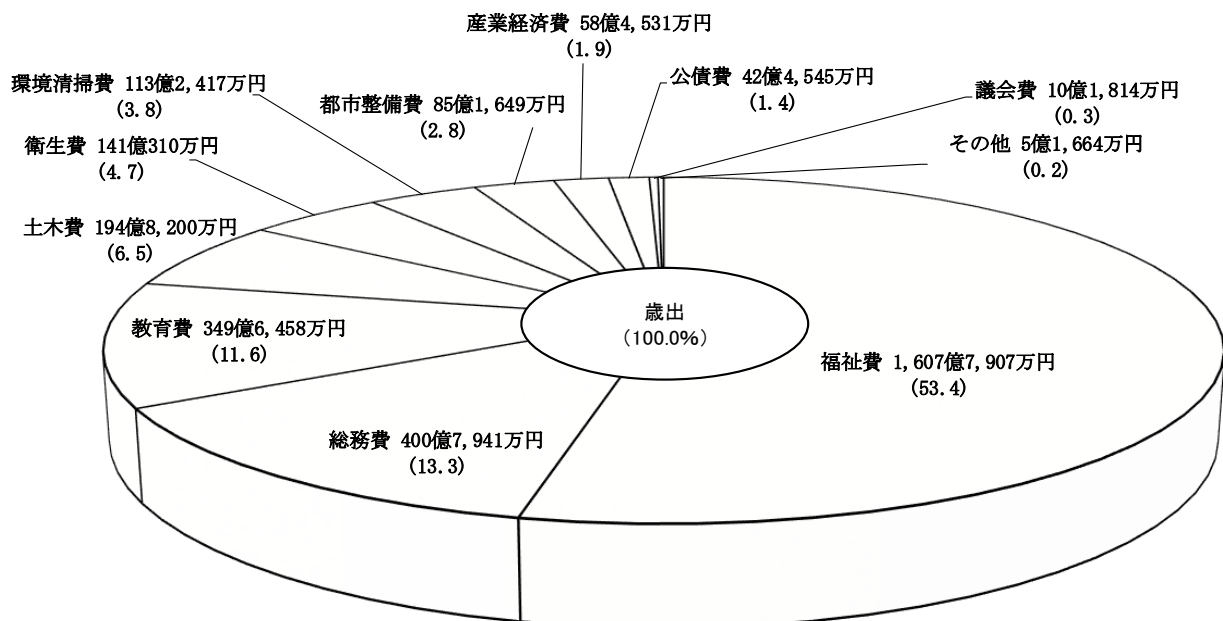 産業経済費 58億4,531万円
(1.9)
公債費 42億4,545万円
(1.4)
環境清掃費 113億2,417万円
(3.8)
都市整備費 85億1,649万円
(2.8)
議会費 10億1,814万円
(0.3)
衛生費 141億310万円
(4.7)
その他 5億1,664万円
(0.2)
土木費 194億8,200万円
(6.5)
教育費 349億6,458万円
(11.6)
歳出
(100.0%)
福祉費 1,607億7,907万円
(53.4)
総務費 400億7,941万円
(13.3)